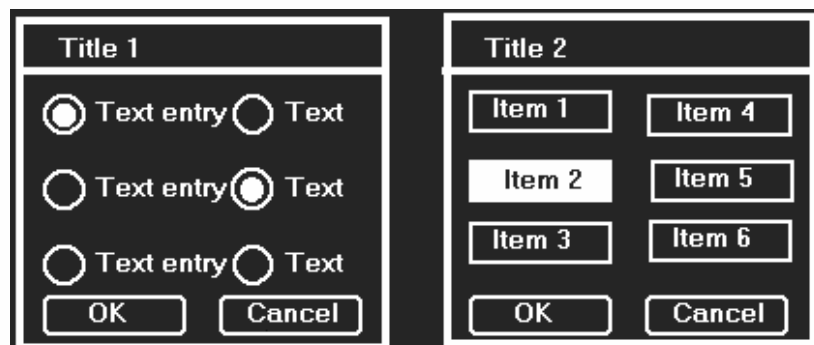 Title 1
Text entry Text
Text entry Text
Text entry Text
OK Cancel
Title 2
Item 1 Item 4
Item 2 Item 5
Item 3 Item 6
OK Cancel